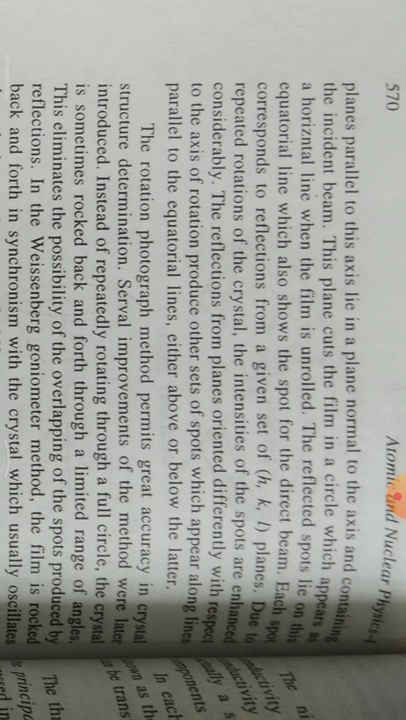 570
Atomic and Nuclear Physics-I
planes parallel to this axis lie in a plane normal to the axis and containing
the incident beam. This plane cuts the film in a circle which appears as
a horizntal line when the film is unrolled. The reflected spots lie on this
equatorial line which also shows the spot for the direct beam. Each spot
corresponds to reflections from a given set of (h, k, l) planes. Due to
repeated rotations of the crystal, the intensities of the spots are enhanced
considerably. The reflections from planes oriented differently with respect
to the axis of rotation produce other sets of spots which appear along lines
parallel to the equatorial lines, either above or below the latter.
The rotation photograph method permits great accuracy in crystal
structure determination. Serval improvements of the method were later
introduced. Instead of repeatedly rotating through a full circle, the crystal
is sometimes rocked back and forth through a limited range of angles.
This eliminates the possibility of the overlapping of the spots produced by
reflections. In the Weissenberg goniometer method, the film is rocked
back and forth in synchronism with the crystal which usually oscillates
The
In each
The